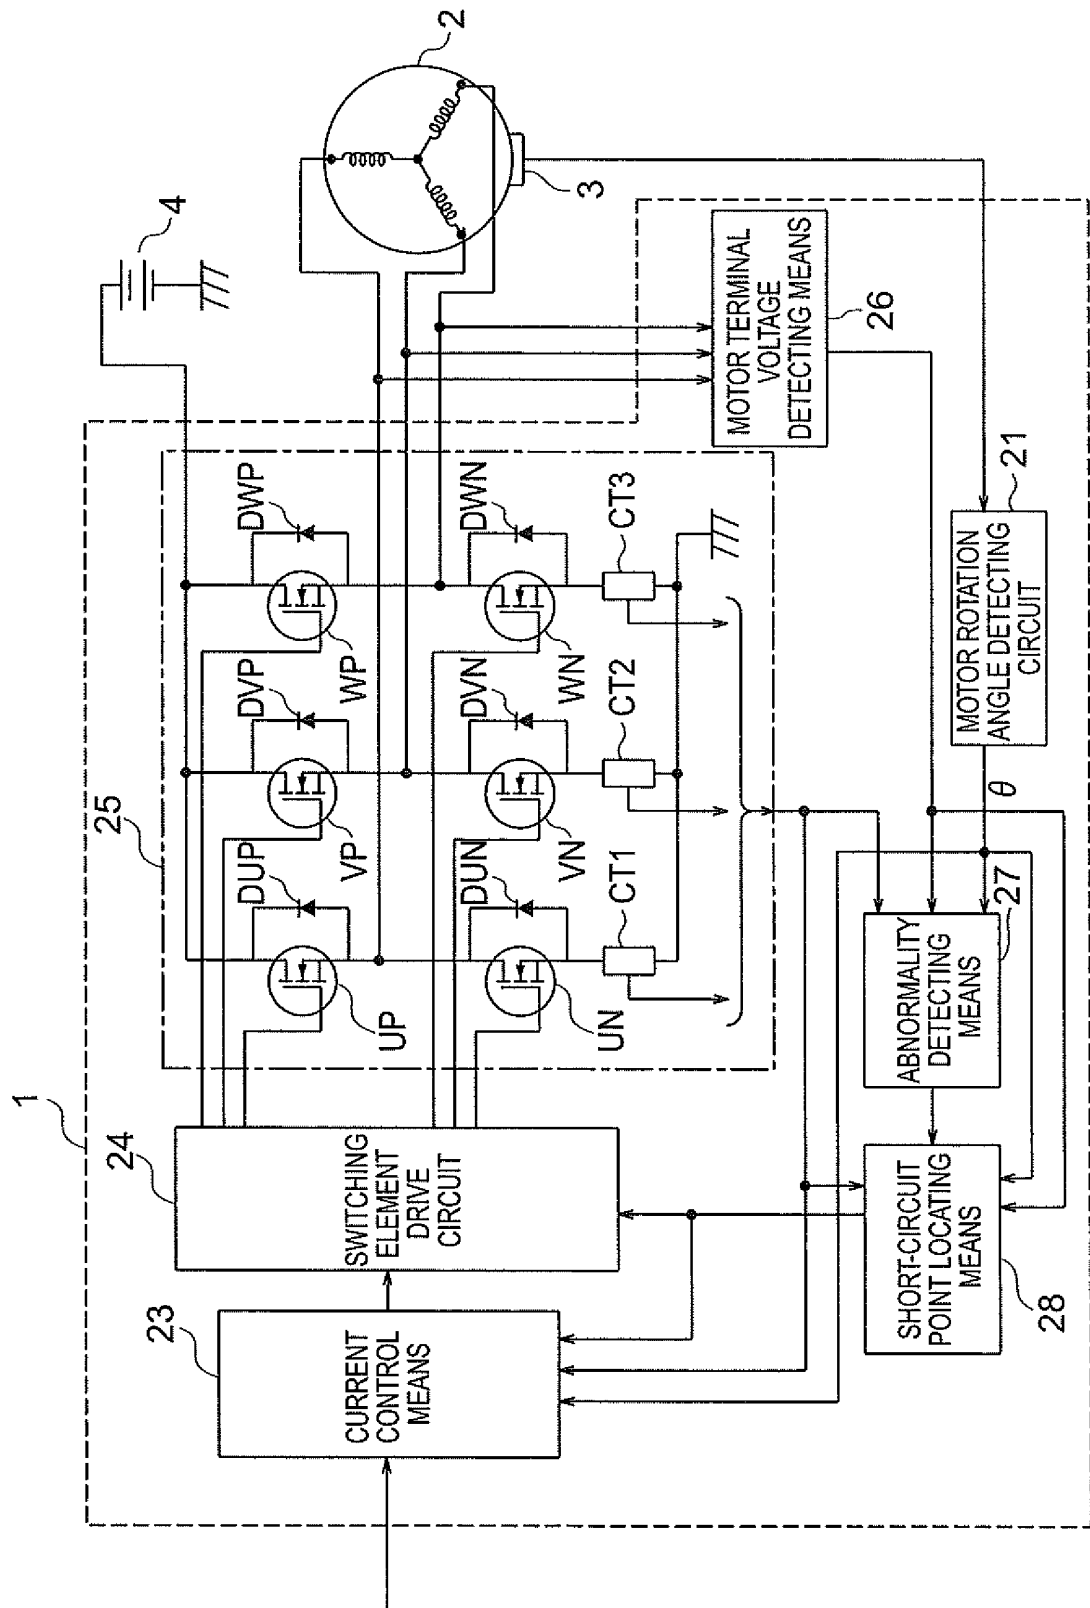 1
23
CURRENT
CONTROL
MEANS
24
SWITCHING
ELEMENT
DRIVE
CIRCUIT
25
DUP
DVP
DWP
UP
VP
WP
DUN
DVN
DWN
UN
VN
WN
CT1
CT2
CT3
4
2
3
MOTOR TERMINAL
VOLTAGE
DETECTING MEANS
26
21
MOTOR ROTATION
ANGLE DETECTING
CIRCUIT
θ
27
ABNORMALITY
DETECTING
MEANS
SHORT-CIRCUIT
POINT LOCATING
MEANS
28